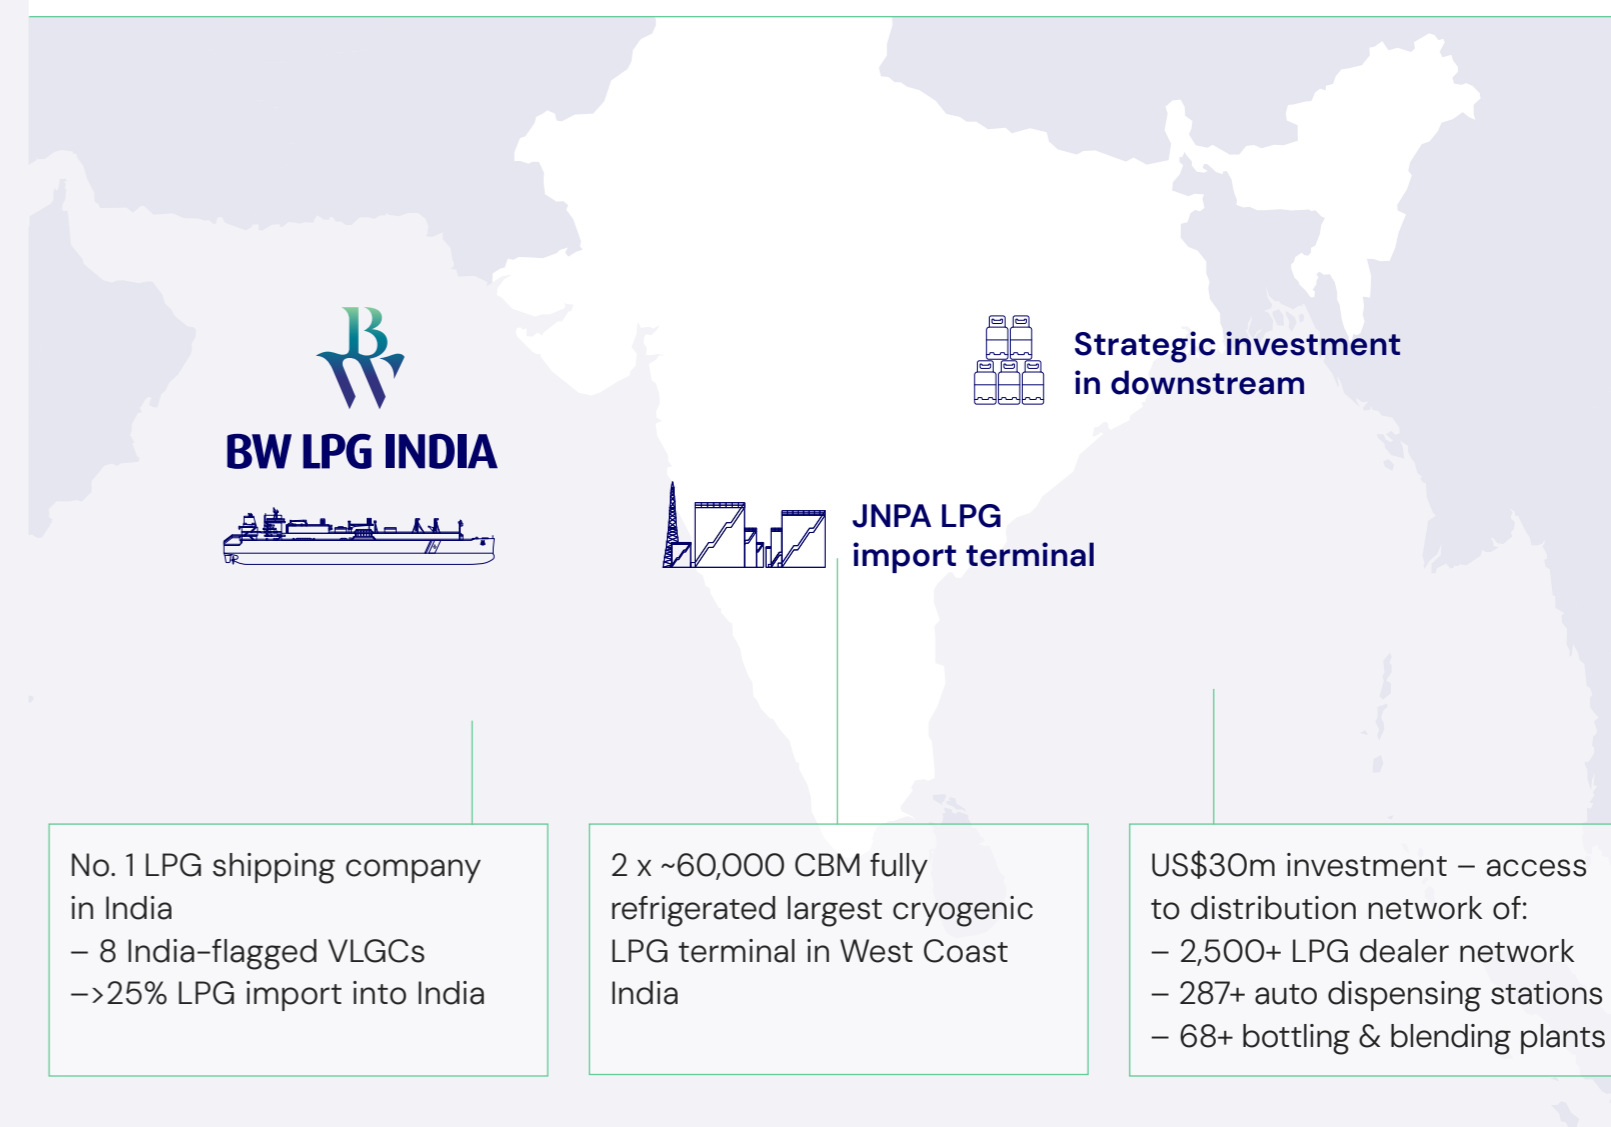 BW
BW LPG INDIA
Strategic investment
in downstream
JNPA LPG
import terminal
No. 1 LPG shipping company
in India
– 8 India-flagged VLGCs
–>25% LPG import into India
2 x ~60,000 CBM fully
refrigerated largest cryogenic
LPG terminal in West Coast
India
US$30m investment – access
to distribution network of:
– 2,500+ LPG dealer network
– 287+ auto dispensing stations
– 68+ bottling & blending plants